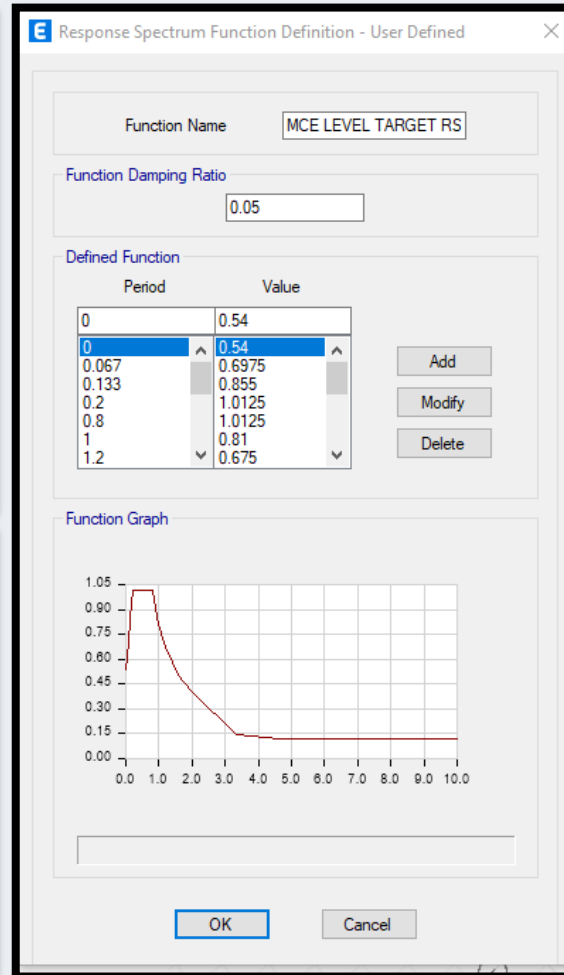 E Response Spectrum Function Definition - User Defined
Function Name MCE LEVEL TARGET RS
Function Damping Ratio
0.05
Defined Function
Period Value
0 0.54
0 0.54
0.067 0.6975
0.133 0.855
0.2 1.0125
0.8 1.0125
1 0.81
1.2 0.675
Add
Modify
Delete
Function Graph
1.05
0.90
0.75
0.60
0.45
0.30
0.15
0.00
0.0 1.0 2.0 3.0 4.0 5.0 6.0 7.0 8.0 9.0 10.0
OK Cancel